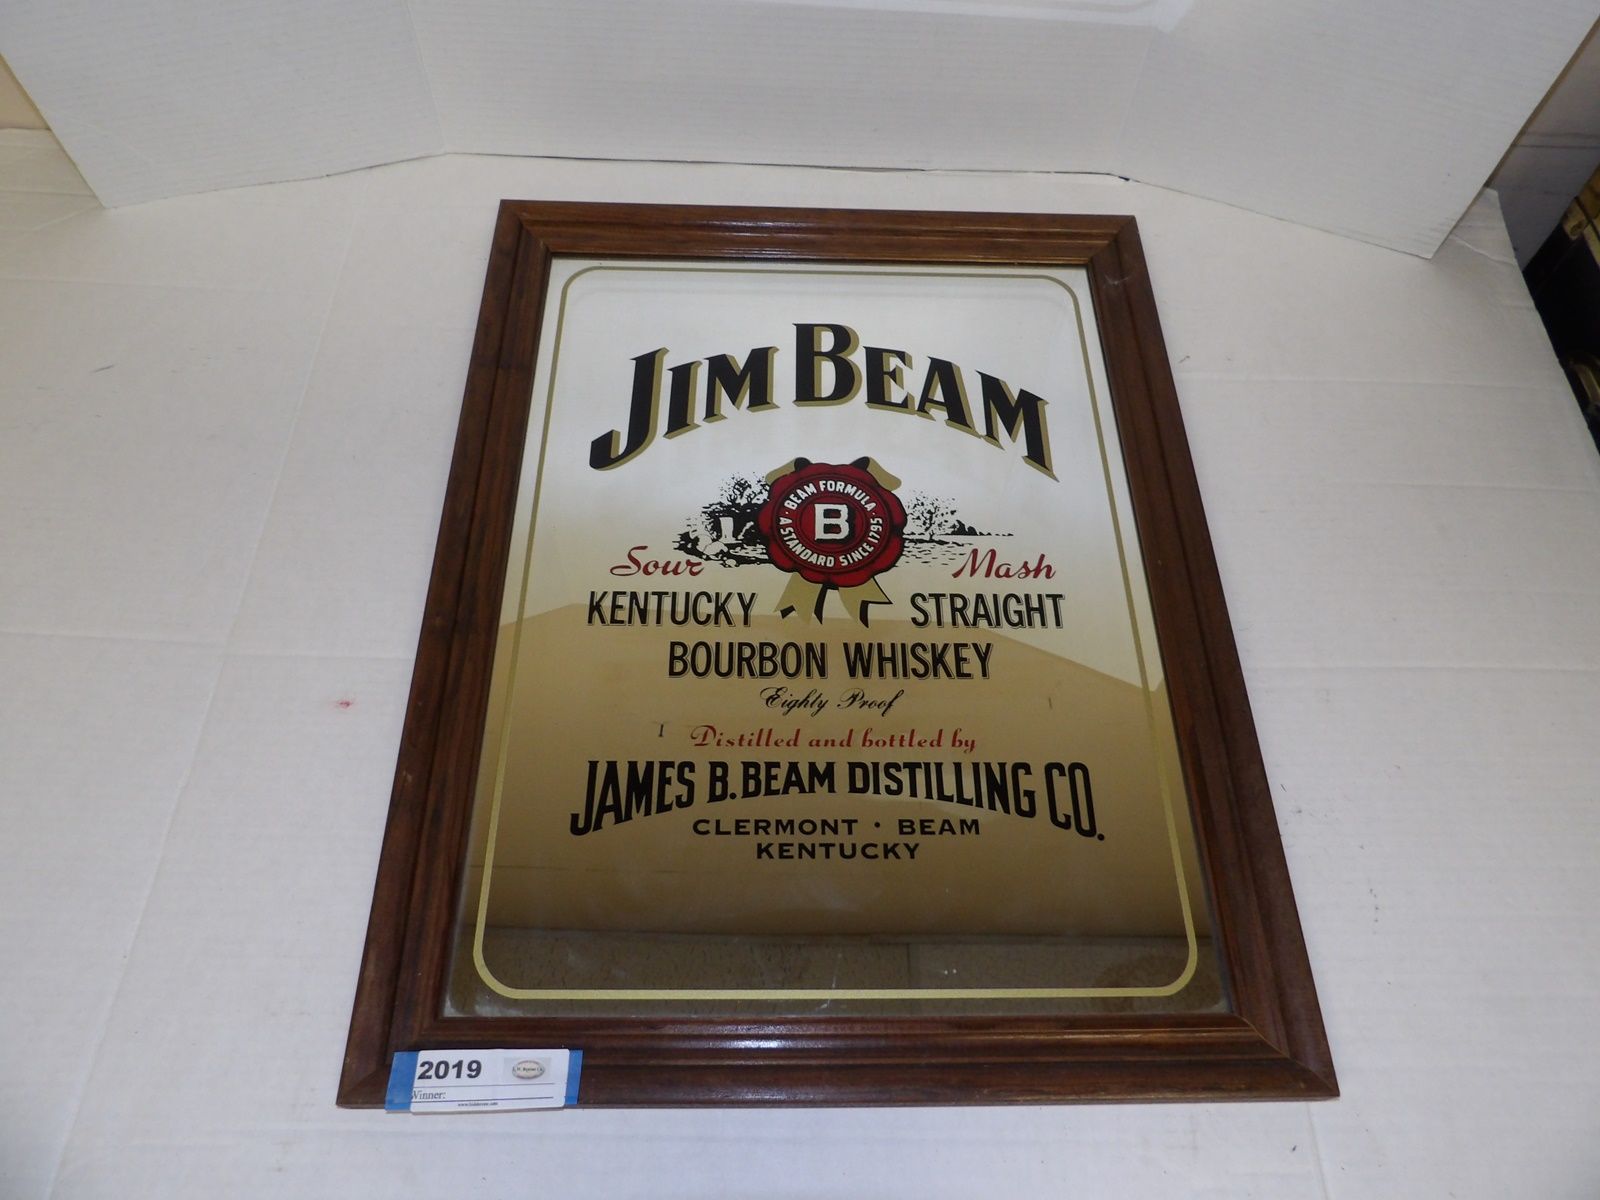 JIM BEAM
BEAM FORMULA
B
A STANDARD SINCE 1795
Sour Mash
KENTUCKY STRAIGHT
BOURBON WHISKEY
Eighty Proof
Distilled and bottled by
JAMES B. BEAM DISTILLING CO.
CLERMONT · BEAM
KENTUCKY
2019
Winner: